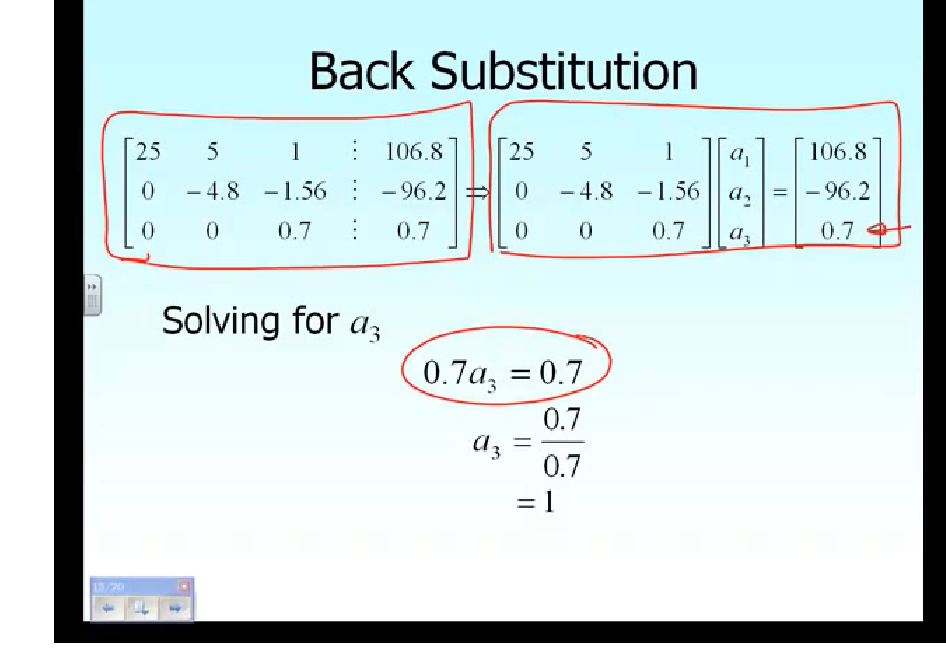 Back Substitution
[25 5 1 ⋮ 106.8] ⇒ [25 5 1] [a₁] = [106.8]
[0 −4.8 −1.56 ⋮ −96.2] [0 −4.8 −1.56] [a₂] [−96.2]
[0 0 0.7 ⋮ 0.7] [0 0 0.7] [a₃] [0.7]
Solving for a₃
0.7a₃ = 0.7
a₃ = 0.7/0.7
= 1
13/20